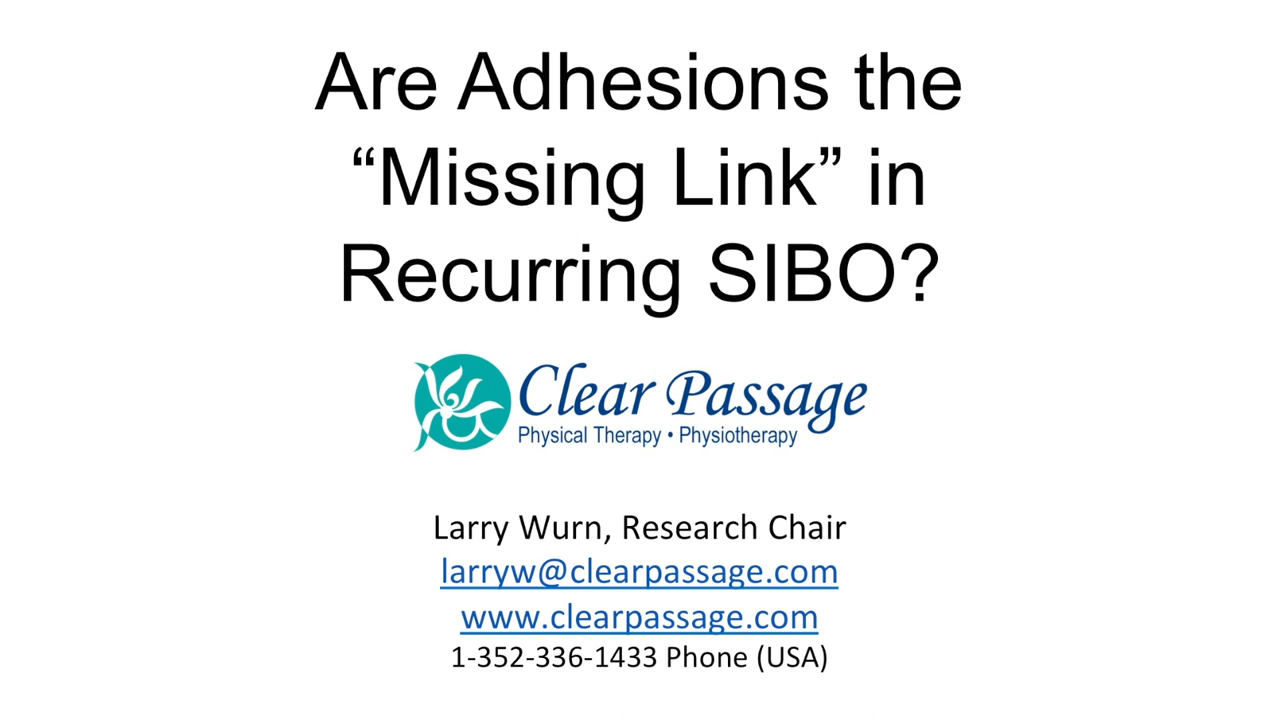 Are Adhesions the
“Missing Link” in
Recurring SIBO?
Clear Passage
Physical Therapy • Physiotherapy
Larry Wurn, Research Chair
larryw@clearpassage.com
www.clearpassage.com
1-352-336-1433 Phone (USA)